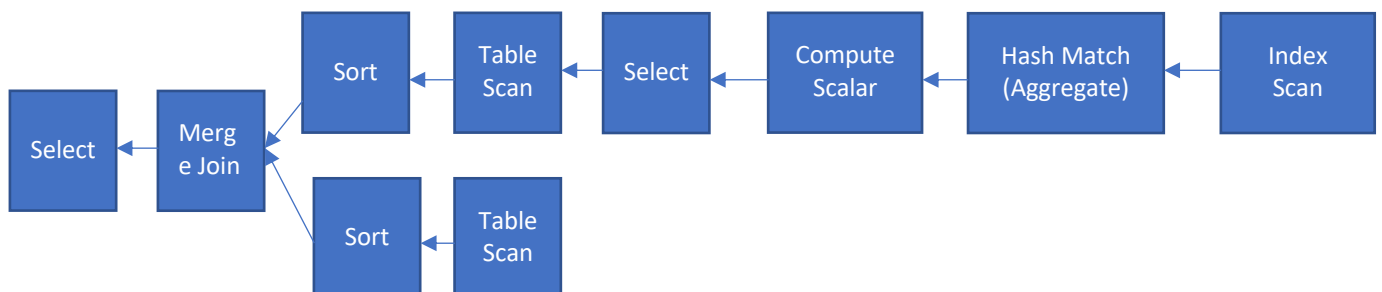 Select
Merg
e Join
Sort
Table
Scan
Select
Compute
Scalar
Hash Match
(Aggregate)
Index
Scan
Sort
Table
Scan